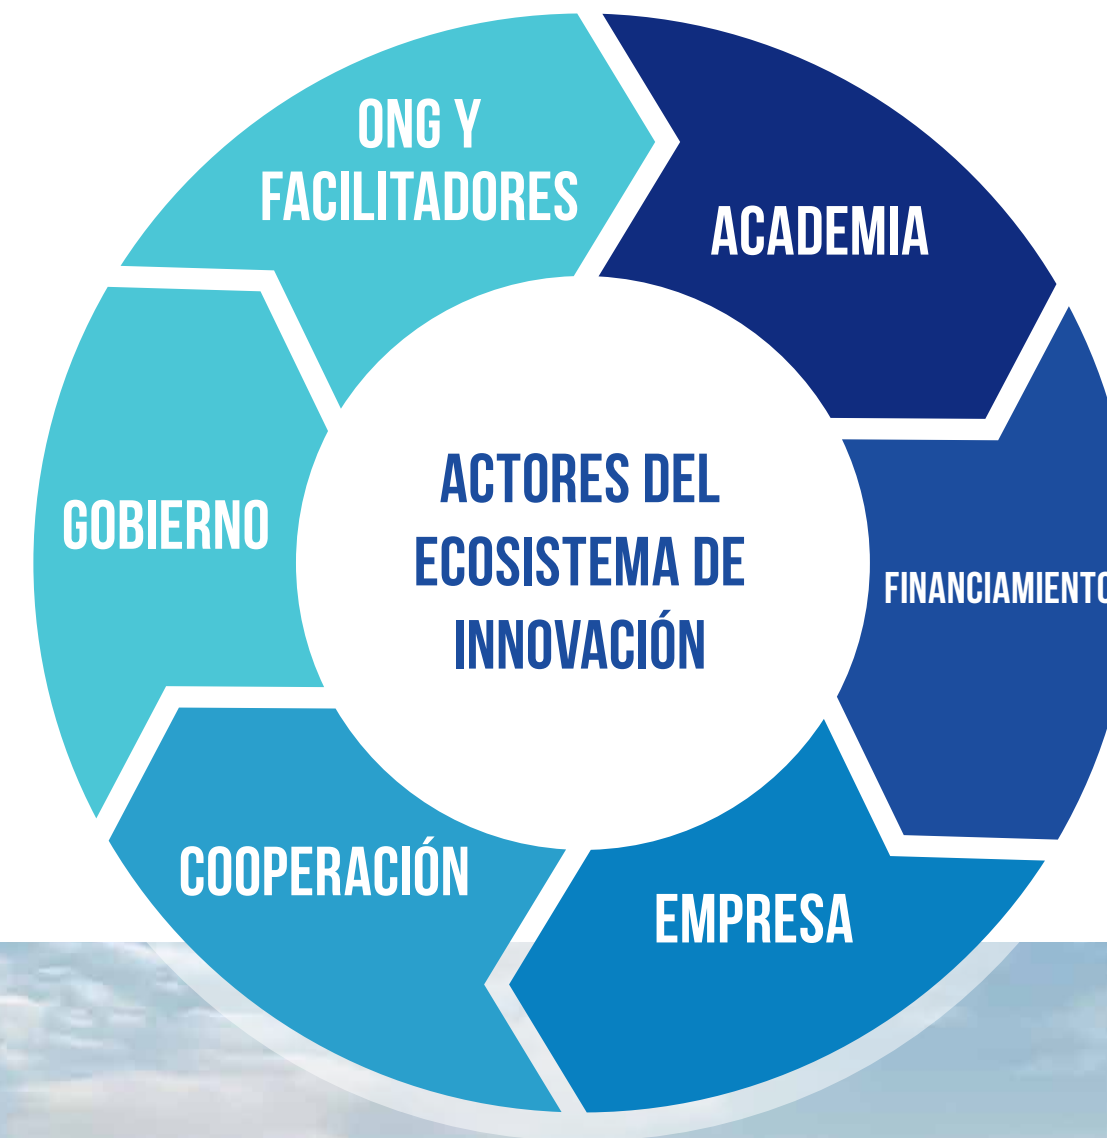 ONG Y
FACILITADORES
ACADEMIA
ACTORES DEL
ECOSISTEMA DE
INNOVACIÓN
GOBIERNO
FINANCIAMIENTO
COOPERACIÓN
EMPRESA